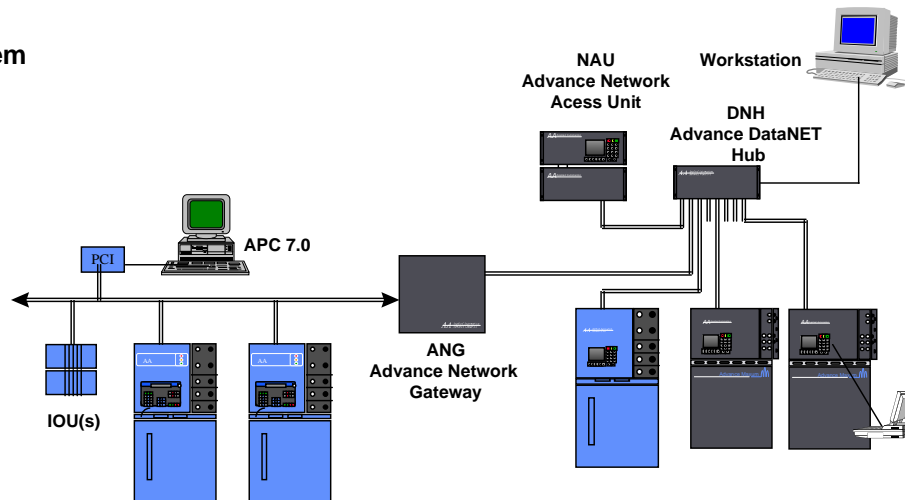 em
NAU
Advance Network
Acess Unit
Workstation
DNH
Advance DataNET
Hub
APC 7.0
PCI
ANG
Advance Network
Gateway
IOU(s)
AA
AA